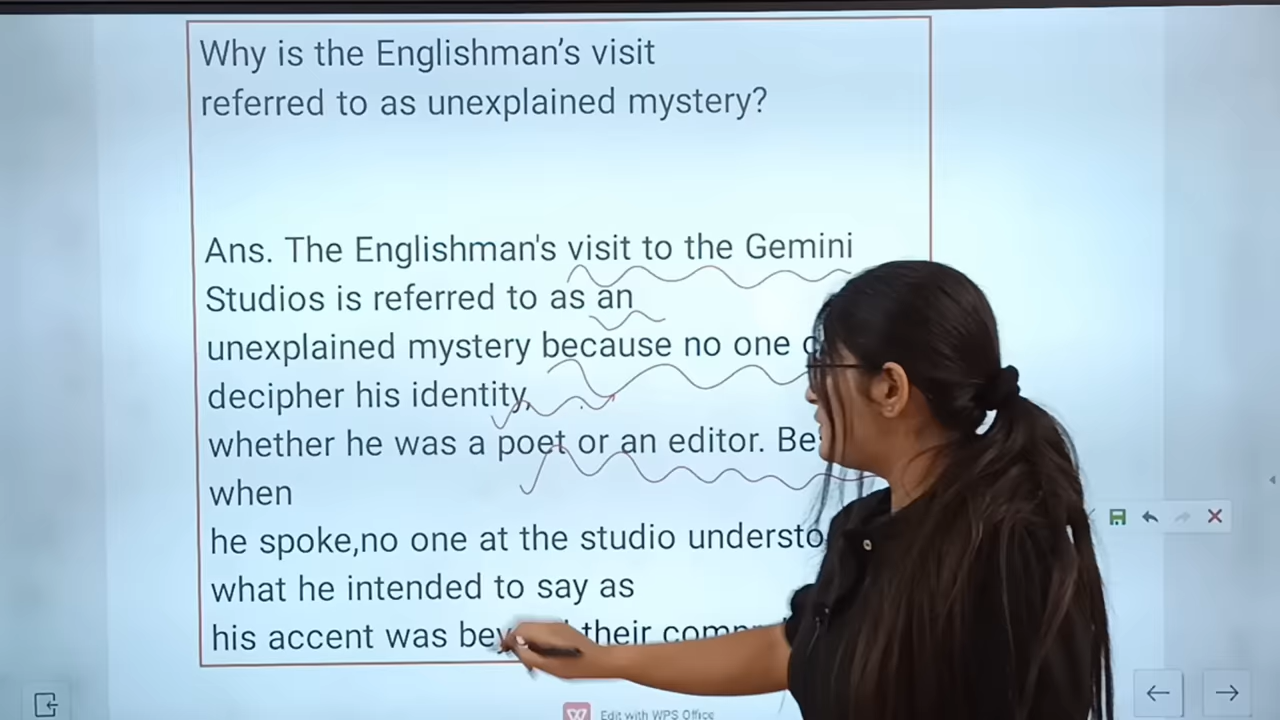 Why is the Englishman's visit
referred to as unexplained mystery?
Ans. The Englishman's visit to the Gemini
Studios is referred to as an
unexplained mystery because no one
decipher his identity,
whether he was a poet or an editor.
when
he spoke,no one at the studio
what he intended to say as
his accent was their
Edit with WPS Office